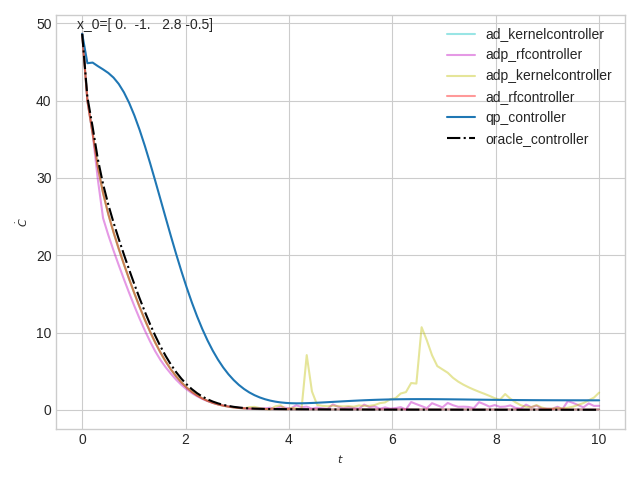 x_0=[ 0. -1. 2.8 -0.5]
ad_kernelcontroller
adp_rfcontroller
adp_kernelcontroller
ad_rfcontroller
qp_controller
oracle_controller
50
40
30
20
10
0
Ċ
0 2 4 6 8 10
t